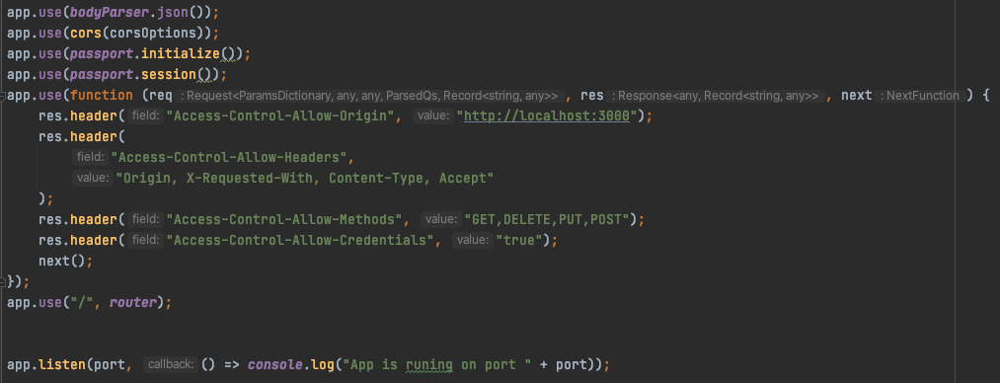 app.use(bodyParser.json());
app.use(cors(corsOptions));
app.use(passport.initialize());
app.use(passport.session());
app.use(function (req : Request<ParamsDictionary, any, any, ParsedQs, Record<string, any>> , res : Response<any, Record<string, any>> , next : NextFunction ) {
res.header( field: "Access-Control-Allow-Origin", value: "http://localhost:3000");
res.header(
field: "Access-Control-Allow-Headers",
value: "Origin, X-Requested-With, Content-Type, Accept"
);
res.header( field: "Access-Control-Allow-Methods", value: "GET,DELETE,PUT,POST");
res.header( field: "Access-Control-Allow-Credentials", value: "true");
next();
});
app.use("/", router);
app.listen(port, callback: () => console.log("App is runing on port " + port));